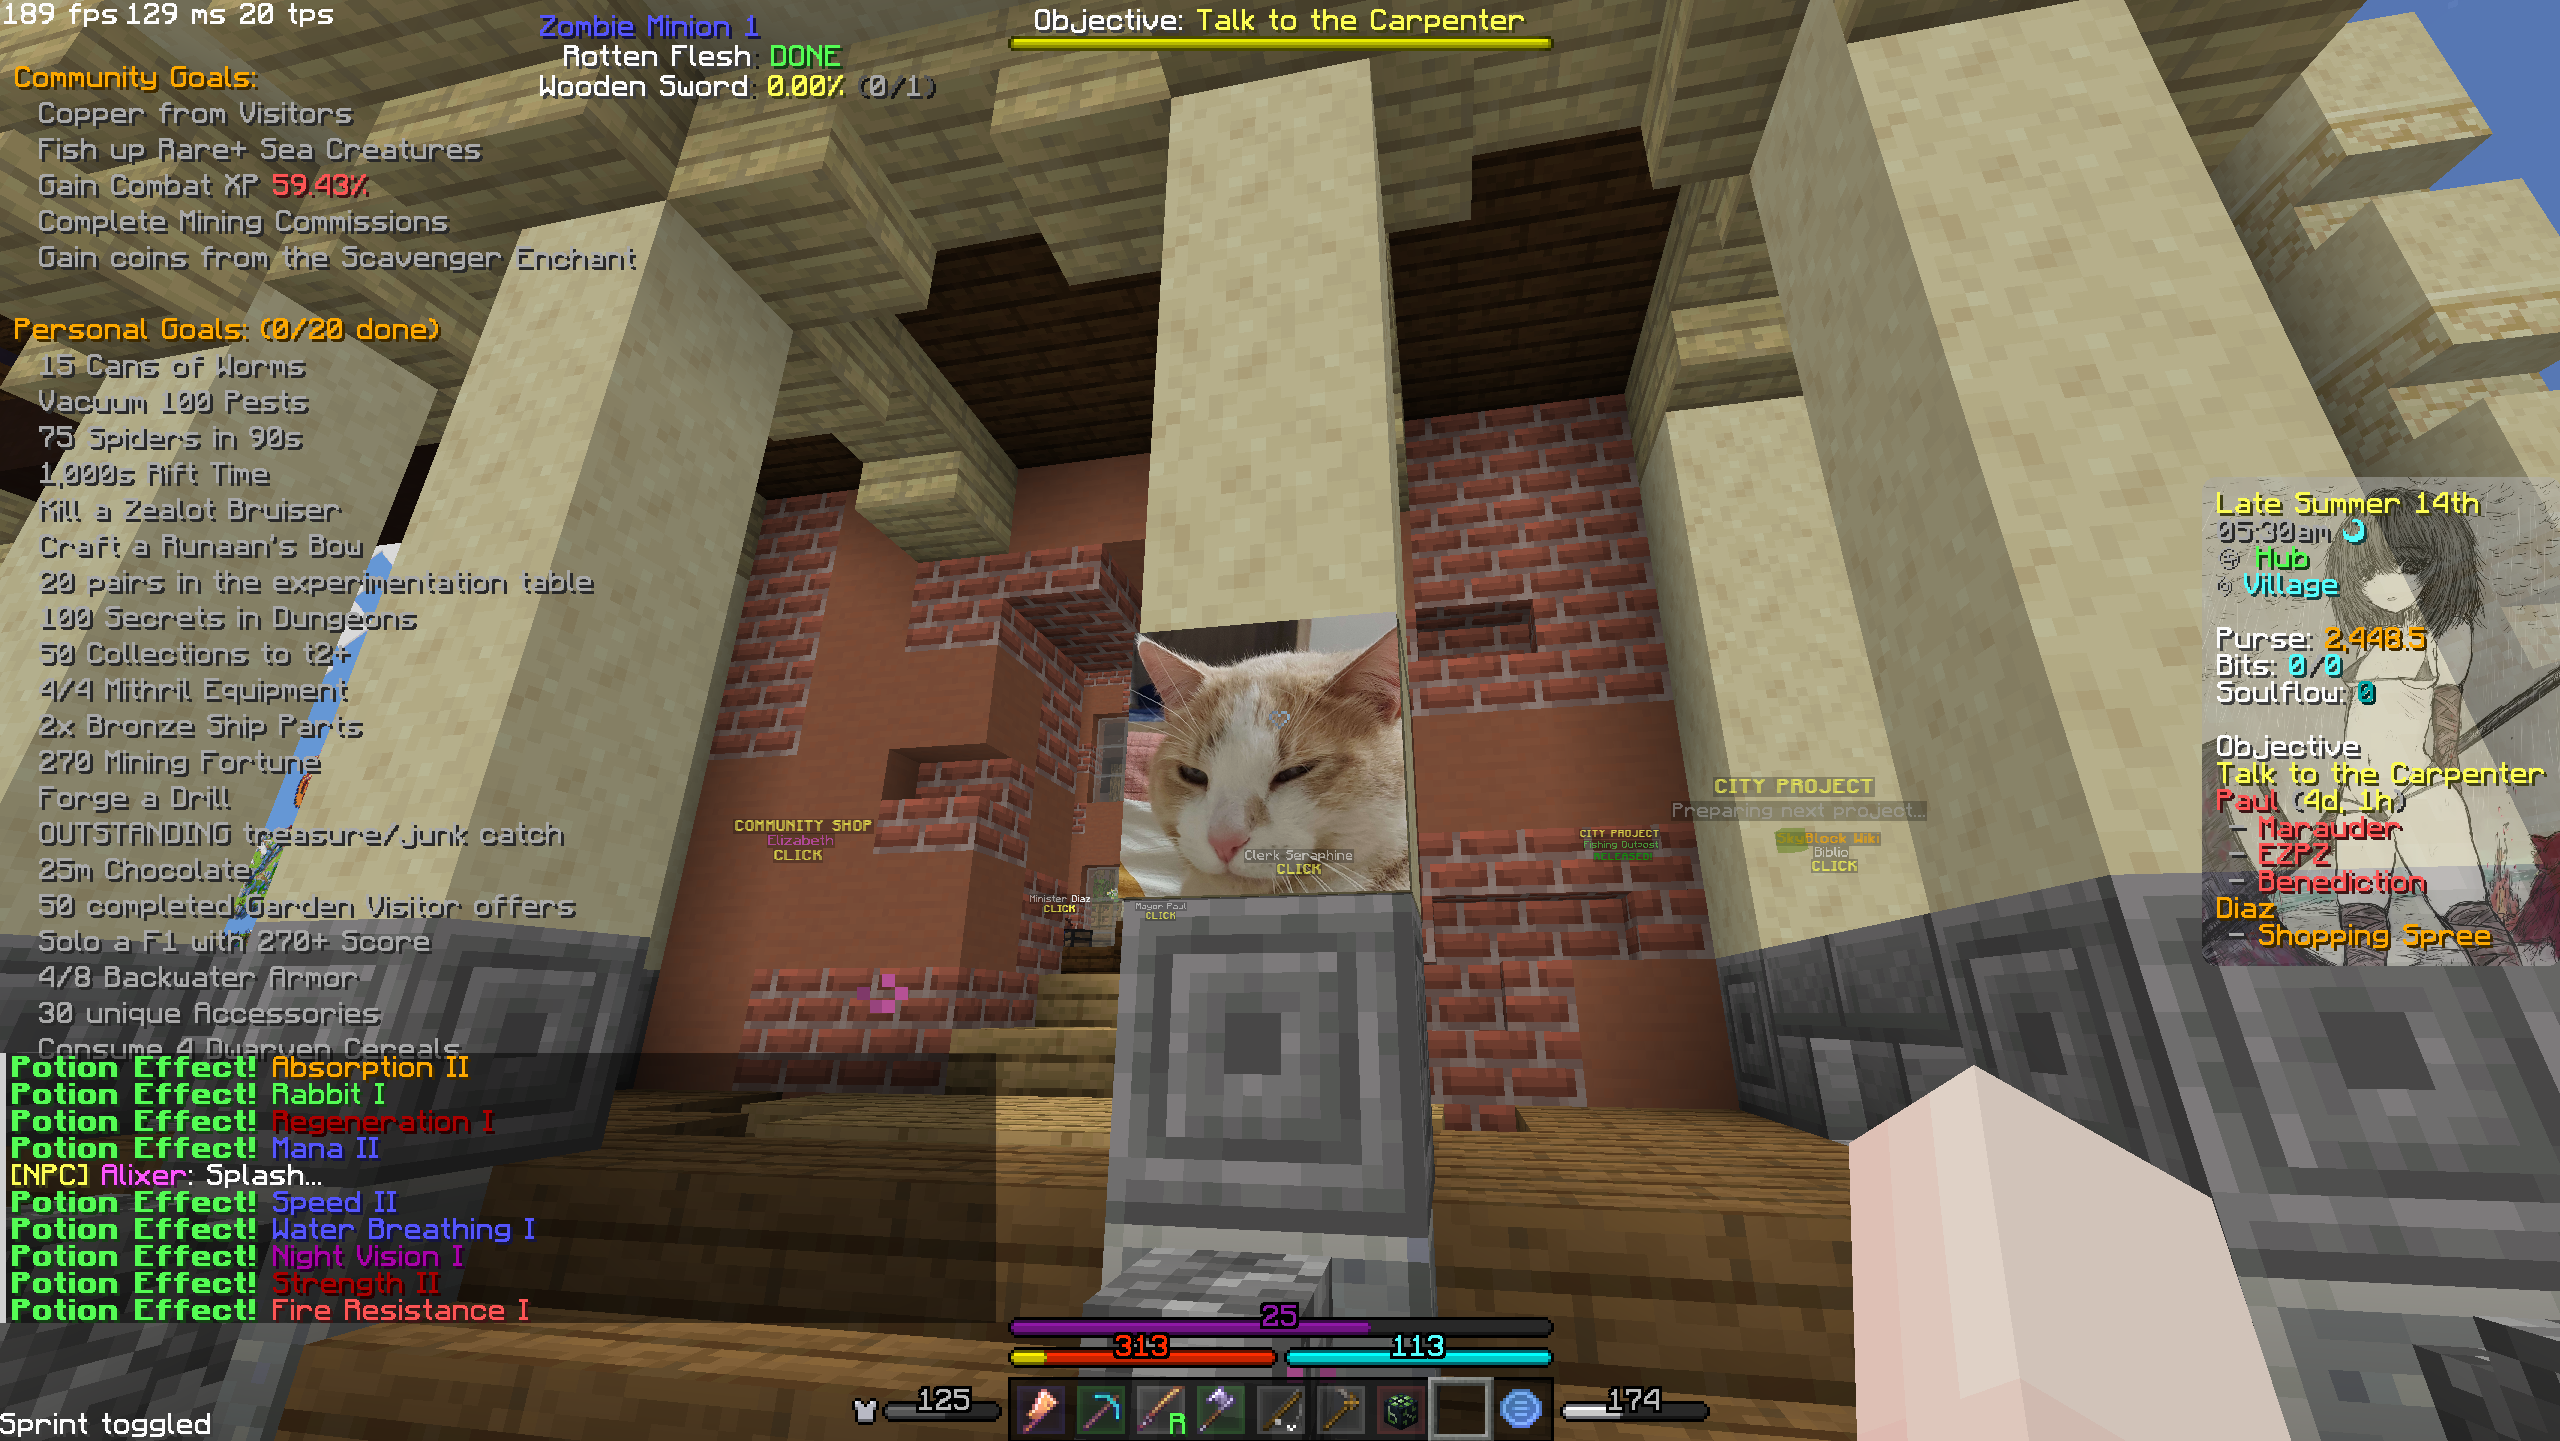 189 fps 129 ms 20 tps
Zombie Minion 1
Rotten Flesh: DONE
Wooden Sword: 0.00% (0/1)
Objective: Talk to the Carpenter
Community Goals:
Copper from Visitors
Fish up Rare+ Sea Creatures
Gain Combat XP 59.43%
Complete Mining Commissions
Gain coins from the Scavenger Enchant
Personal Goals: (0/20 done)
15 Cans of Worms
Vacuum 100 Pests
75 Spiders in 90s
1,000s Rift Time
Kill a Zealot Bruiser
Craft a Runaan's Bow
20 pairs in the experimentation table
100 Secrets in Dungeons
50 Collections to t2+
4/4 Mithril Equipment
2x Bronze Ship Parts
270 Mining Fortune
Forge a Drill
OUTSTANDING treasure/junk catch
25m Chocolate
50 completed Garden Visitor offers
Solo a F1 with 270+ Score
4/8 Backwater Armor
30 unique Accessories
Consume 4 Dwarven Cereals
Potion Effect! Absorption II
Potion Effect! Rabbit I
Potion Effect! Regeneration I
Potion Effect! Mana II
[NPC] Alixer: Splash...
Potion Effect! Speed II
Potion Effect! Water Breathing I
Potion Effect! Night Vision I
Potion Effect! Strength II
Potion Effect! Fire Resistance I
Sprint toggled
COMMUNITY SHOP
Elizabeth
CLICK
Minister Diaz
CLICK
Mayor Paul
CLICK
Clerk Seraphine
CLICK
CITY PROJECT
Fishing Outpost
RELEASED!
CITY PROJECT
Preparing next project...
SkyBlock Wiki
Biblio
CLICK
Late Summer 14th
05:30am
Hub
Village
Purse: 2,448.5
Bits: 0/0
Soulflow: 0
Objective
Talk to the Carpenter
Paul (4d, 1h)
- Marauder
- EZPZ
- Benediction
Diaz
- Shopping Spree
25
313
113
125
R
174